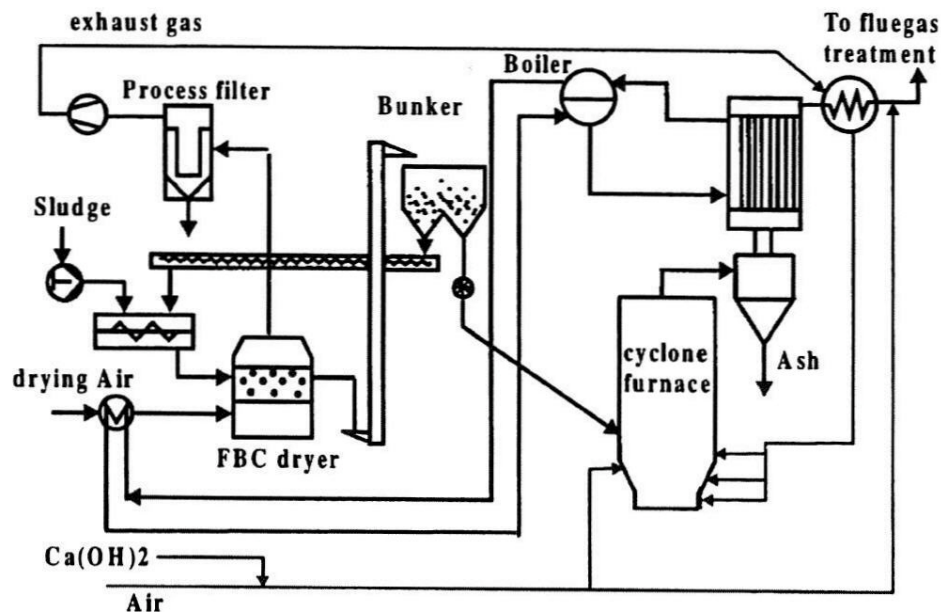 exhaust gas
To fluegas
treatment
Process filter
Boiler
Bunker
Sludge
drying Air
cyclone
furnace
Ash
FBC dryer
Ca(OH)2
Air